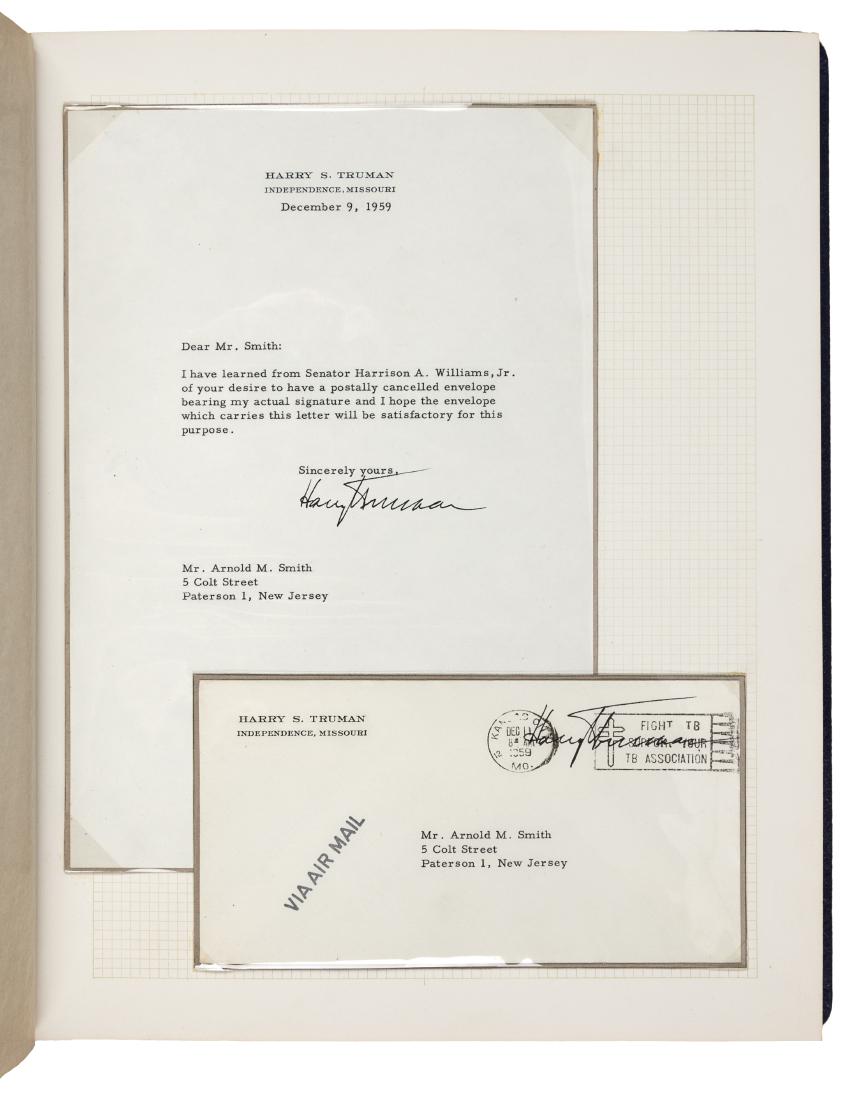 HARRY S. TRUMAN
INDEPENDENCE, MISSOURI
December 9, 1959
Dear Mr. Smith:
I have learned from Senator Harrison A. Williams, Jr.
of your desire to have a postally cancelled envelope
bearing my actual signature and I hope the envelope
which carries this letter will be satisfactory for this
purpose.
Sincerely yours,
Harry Truman
Mr. Arnold M. Smith
5 Colt Street
Paterson 1, New Jersey
HARRY S. TRUMAN
INDEPENDENCE, MISSOURI
KANSAS
DEC 11
AM
1959
MO.
Harry Truman
FIGHT TB
SUPPORT YOUR
TB ASSOCIATION
VIA AIR MAIL
Mr. Arnold M. Smith
5 Colt Street
Paterson 1, New Jersey